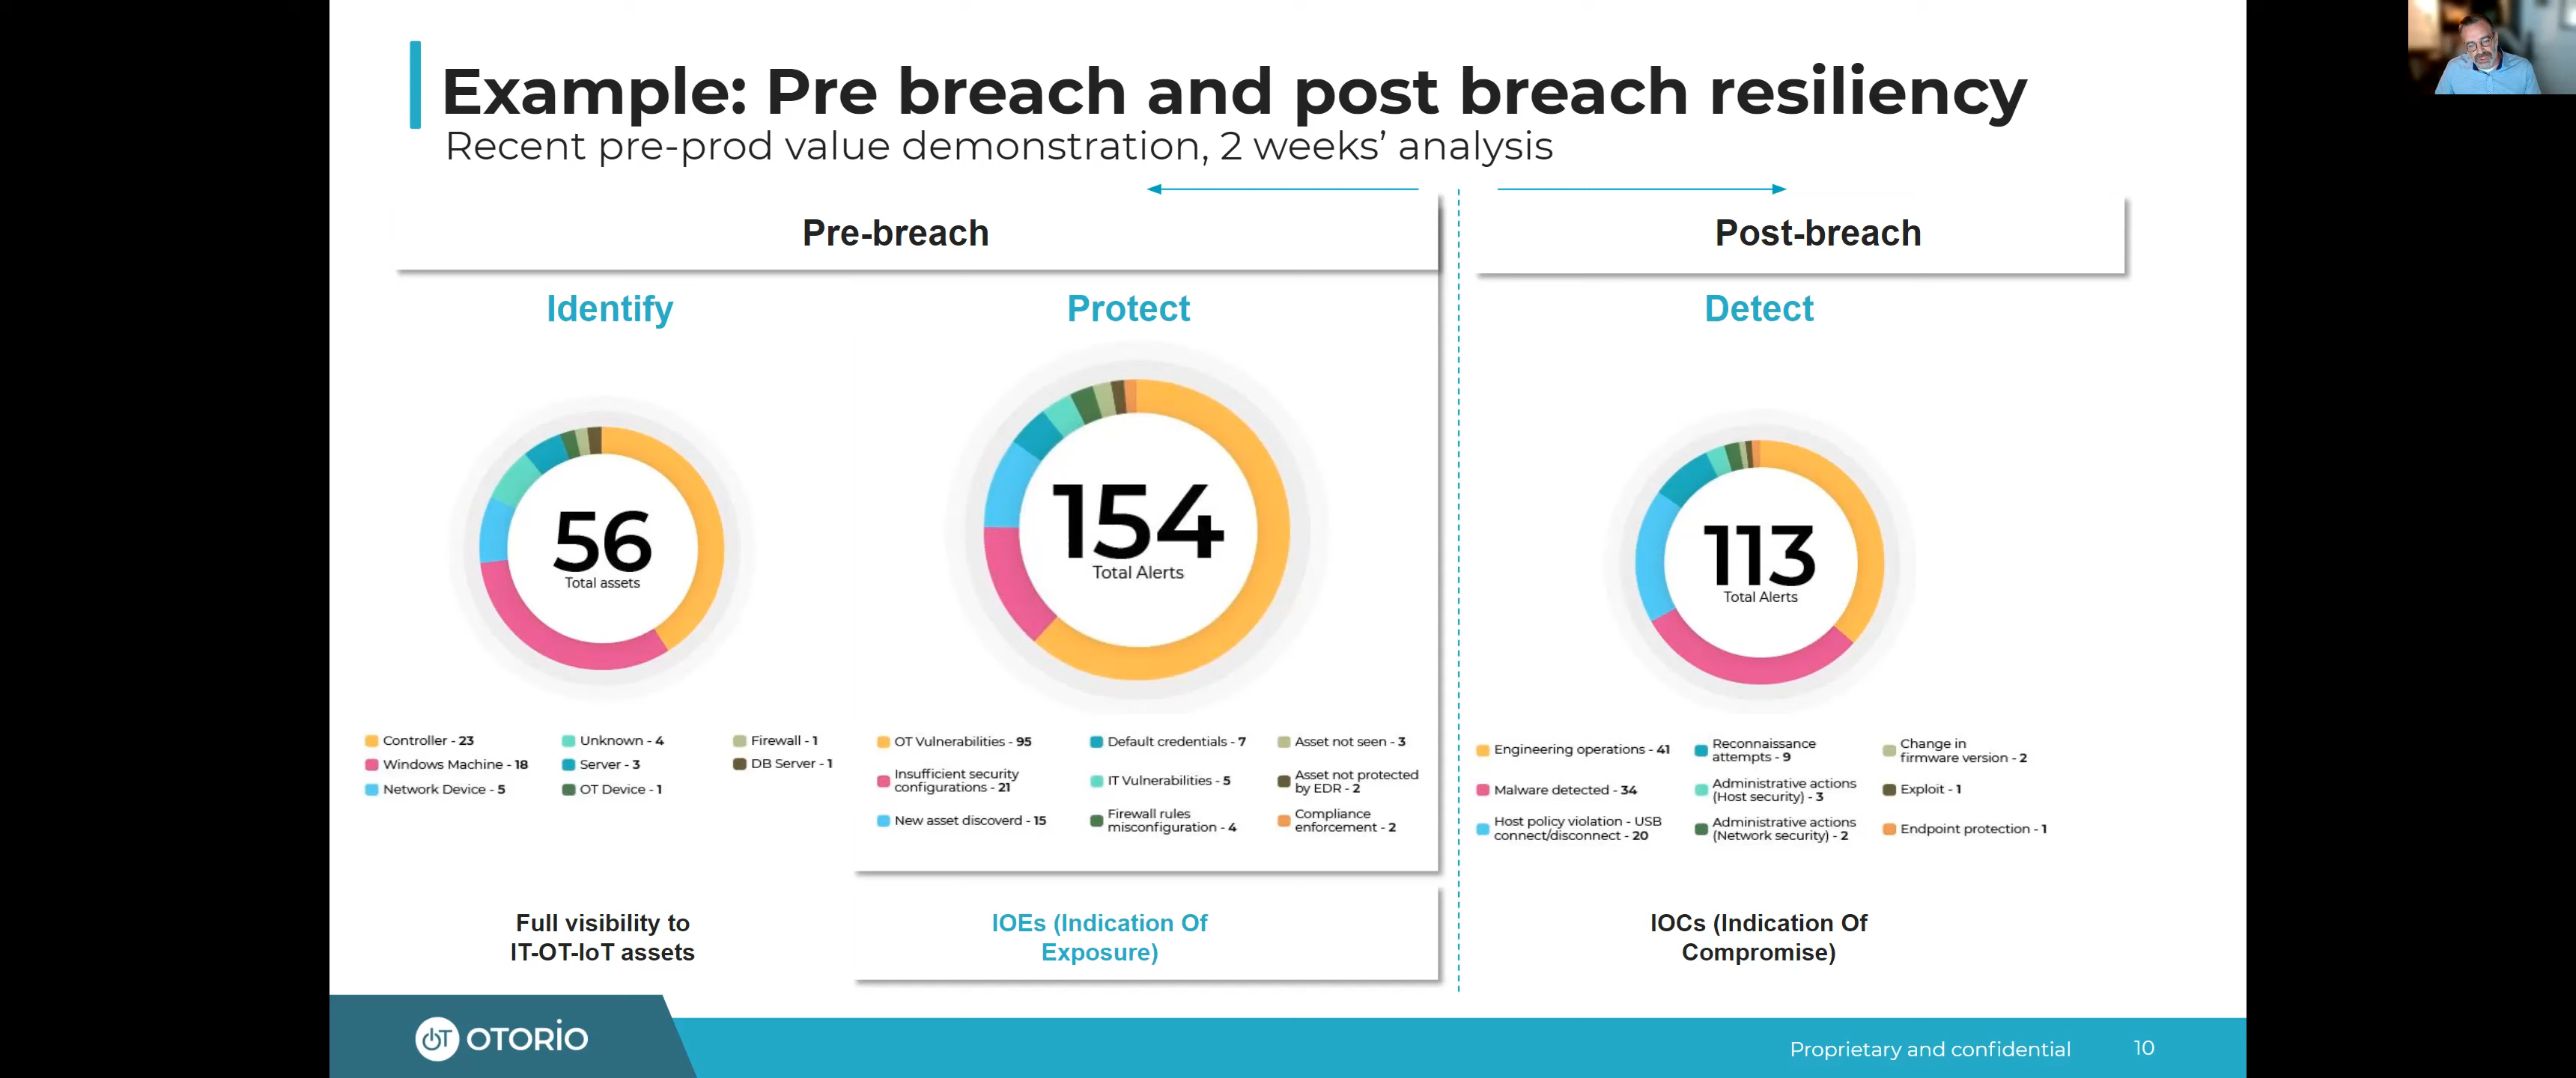 Example: Pre breach and post breach resiliency
Recent pre-prod value demonstration, 2 weeks’ analysis
Pre-breach
Identify
56
Total assets
Controller - 23
Windows Machine - 18
Network Device - 5
Unknown - 4
Server - 3
OT Device - 1
Firewall - 1
DB Server - 1
Full visibility to
IT-OT-IoT assets
Protect
154
Total Alerts
OT Vulnerabilities - 95
Insufficient security
configurations - 21
New asset discoverd - 15
Default credentials - 7
IT Vulnerabilities - 5
Firewall rules
misconfiguration - 4
Asset not seen - 3
Asset not protected
by EDR - 2
Compliance
enforcement - 2
IOEs (Indication Of
Exposure)
Post-breach
Detect
113
Total Alerts
Engineering operations - 41
Malware detected - 34
Host policy violation - USB
connect/disconnect - 20
Reconnaissance
attempts - 9
Administrative actions
(Host security) - 3
Administrative actions
(Network security) - 2
Change in
firmware version - 2
Exploit - 1
Endpoint protection - 1
IOCs (Indication Of
Compromise)
OT OTORIO
Proprietary and confidential
10